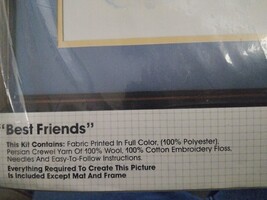 "Best Friends"
This Kit Contains: Fabric Printed In Full Color, (100% Polyester),
Persian Crewel Yarn Of 100% Wool, 100% Cotton Embroidery Floss,
Needles And Easy-To-Follow Instructions.
Everything Required To Create This Picture
Is Included Except Mat And Frame